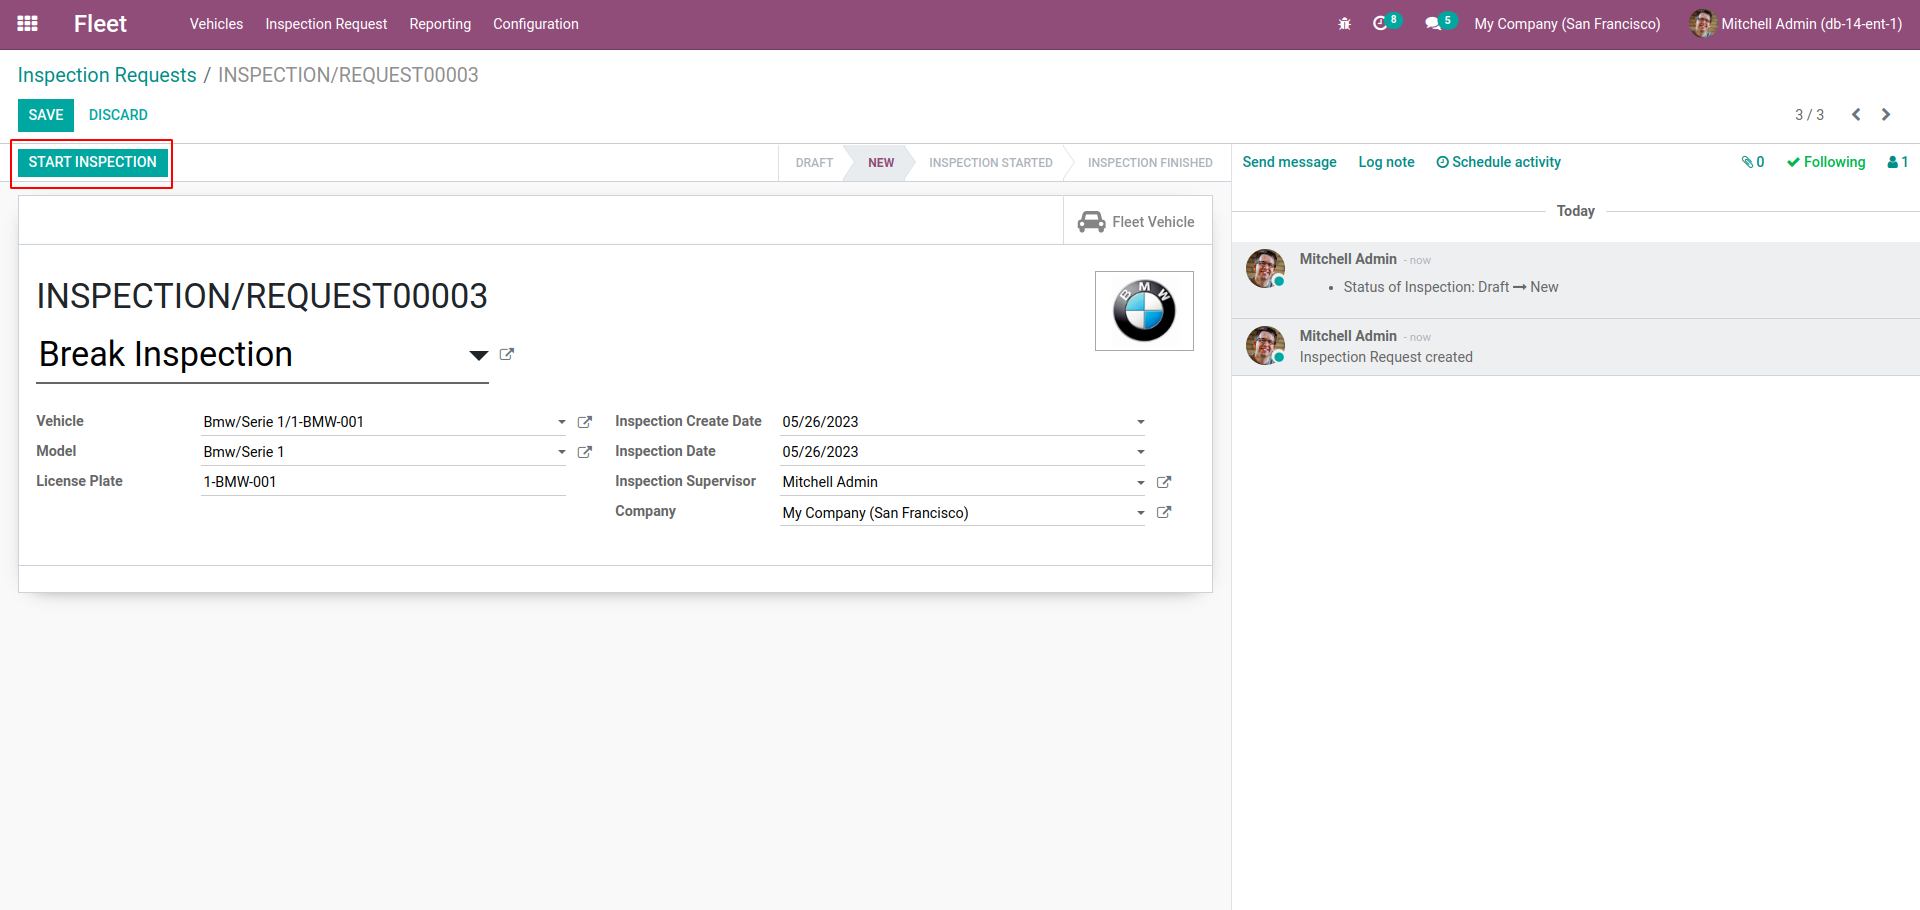 Fleet Vehicles Inspection Request Reporting Configuration 8 5 My Company (San Francisco) Mitchell Admin (db-14-ent-1)
Inspection Requests / INSPECTION/REQUEST00003
SAVE DISCARD 3 / 3
START INSPECTION DRAFT NEW INSPECTION STARTED INSPECTION FINISHED
Send message Log note Schedule activity 0 Following 1
Fleet Vehicle
INSPECTION/REQUEST00003
BMW
Break Inspection
Vehicle Bmw/Serie 1/1-BMW-001
Model Bmw/Serie 1
License Plate 1-BMW-001
Inspection Create Date 05/26/2023
Inspection Date 05/26/2023
Inspection Supervisor Mitchell Admin
Company My Company (San Francisco)
Today
Mitchell Admin - now
• Status of Inspection: Draft → New
Mitchell Admin - now
Inspection Request created